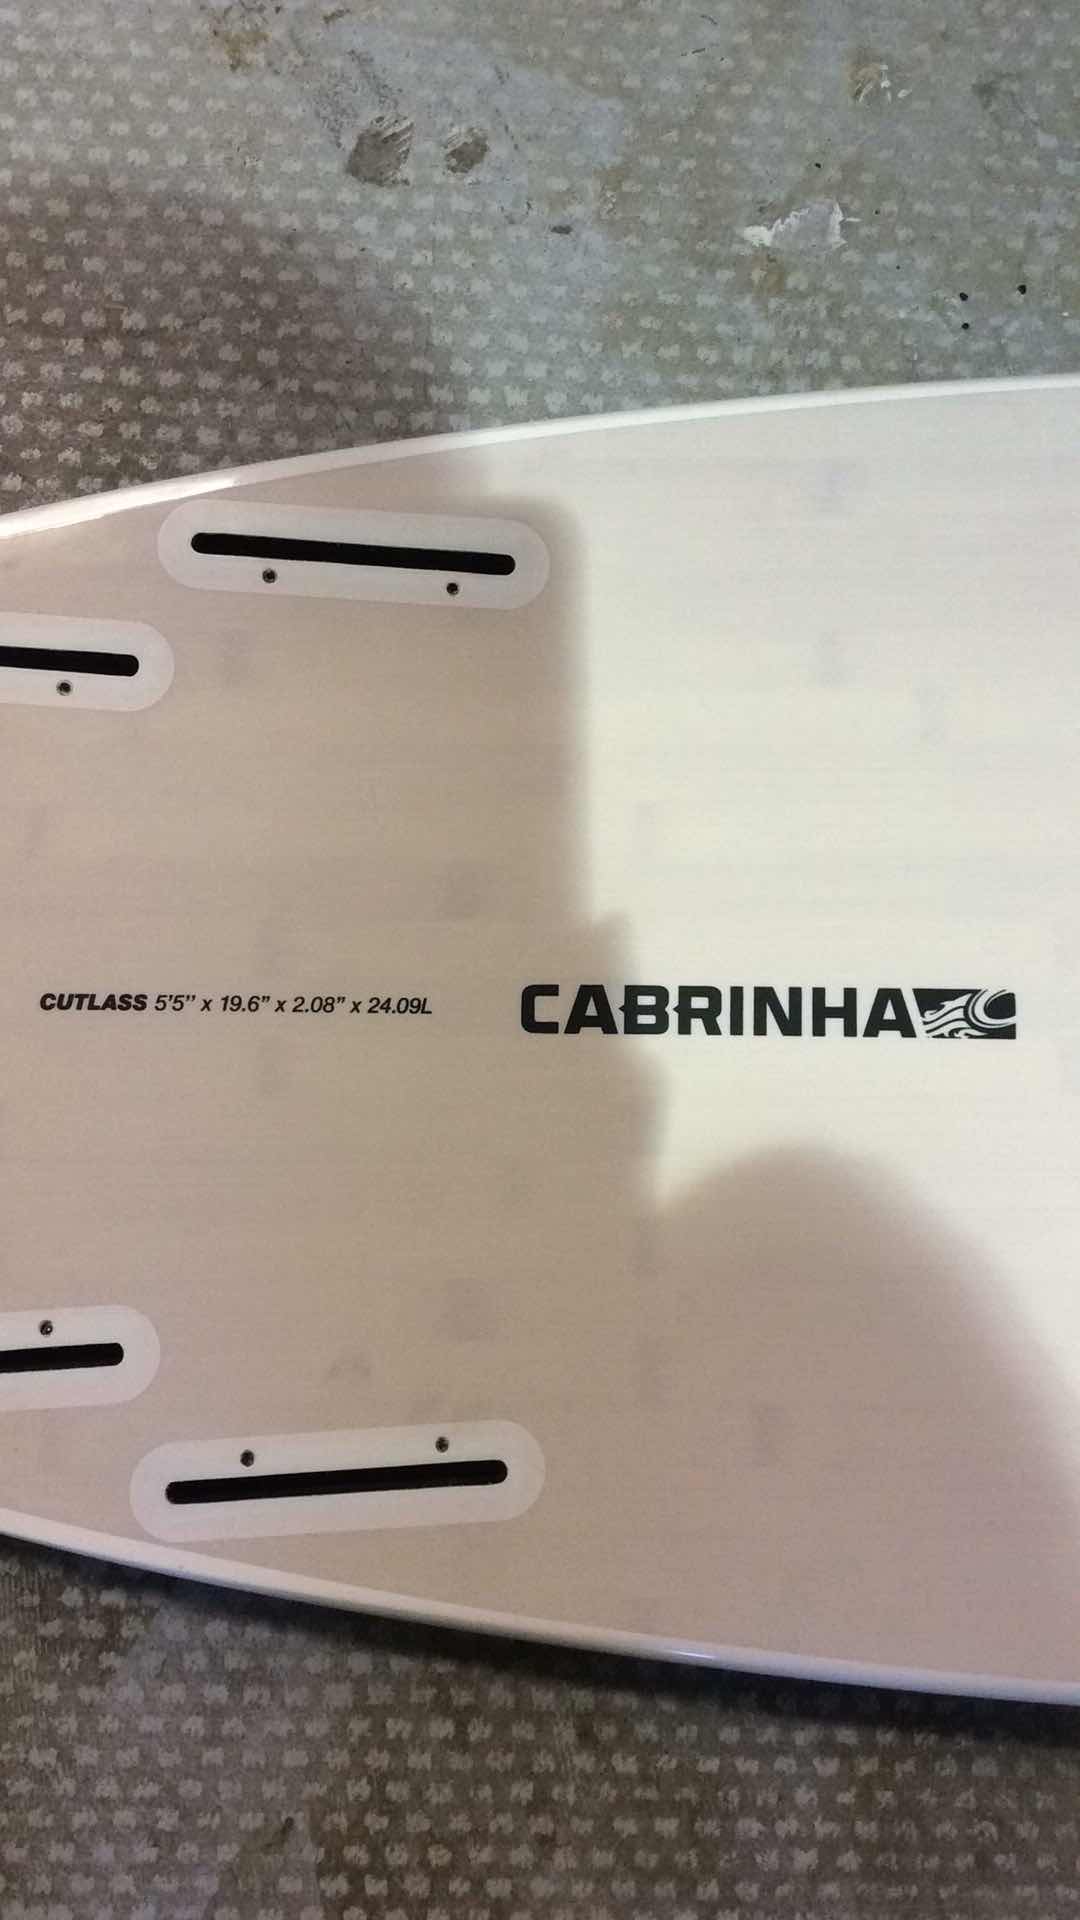 CUTLASS 5'5" x 19.6" x 2.08" x 24.09L
CABRINHA